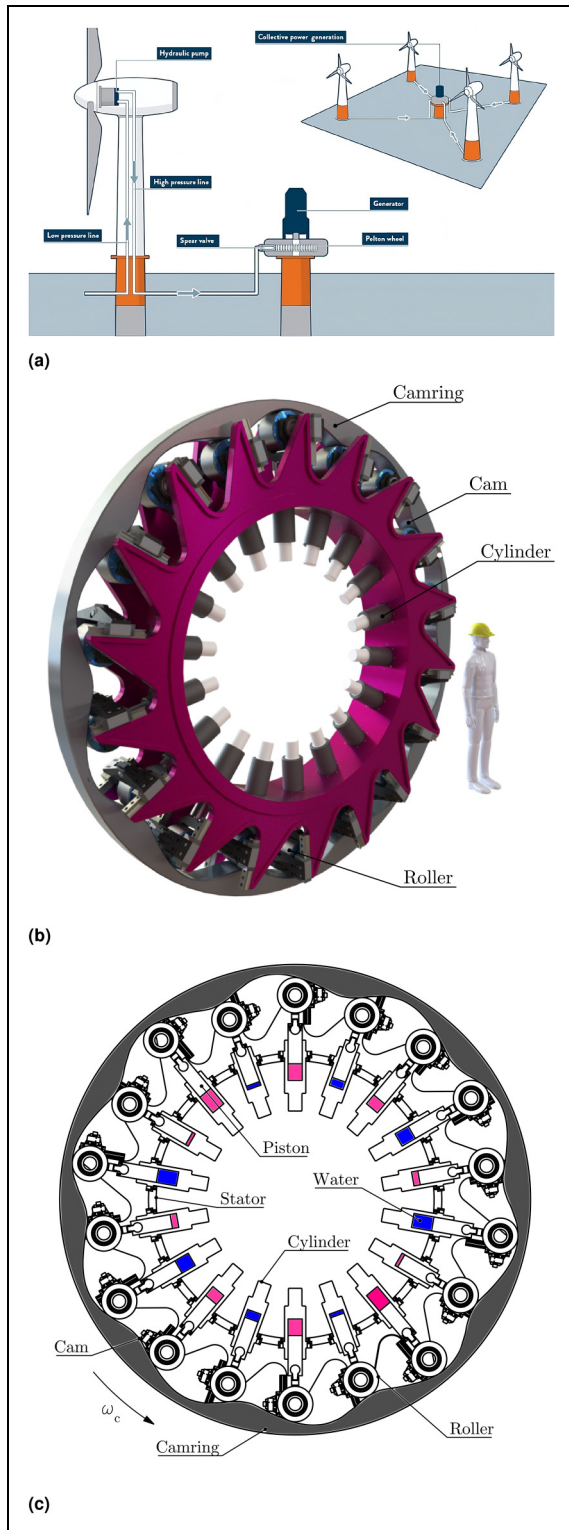 Hydraulic pump
Collective power generation
High pressure line
Generator
Low pressure line
Spear valve
Pelton wheel
(a)
Camring
Cam
Cylinder
Roller
(b)
Piston
Stator
Water
Cylinder
Cam
ω_c
Roller
Camring
(c)